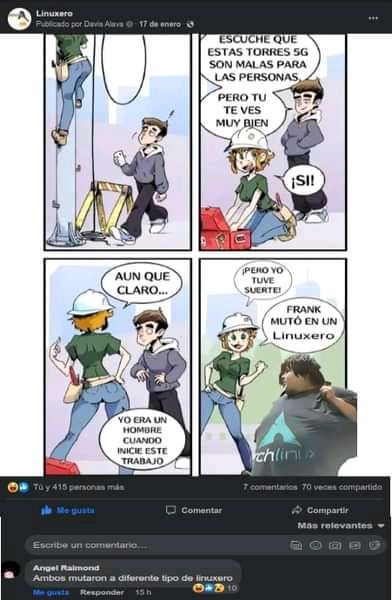 Linuxero
Publicado por Davis Alava · 17 de enero ·
ESCUCHE QUE
ESTAS TORRES 5G
SON MALAS PARA
LAS PERSONAS.
PERO TU
TE VES
MUY BIEN
¡SI!
AUN QUE
CLARO...
YO ERA UN
HOMBRE
CUANDO
INICIE ESTE
TRABAJO
¡PERO YO
TUVE
SUERTE!
FRANK
MUTÓ EN UN
Linuxero
rchlinux
Tú y 415 personas más
7 comentarios 70 veces compartido
Me gusta
Comentar
Compartir
Más relevantes
Escribe un comentario...
GIF
Angel Raimond
Ambos mutaron a diferente tipo de linuxero
Me gusta Responder 15 h
10